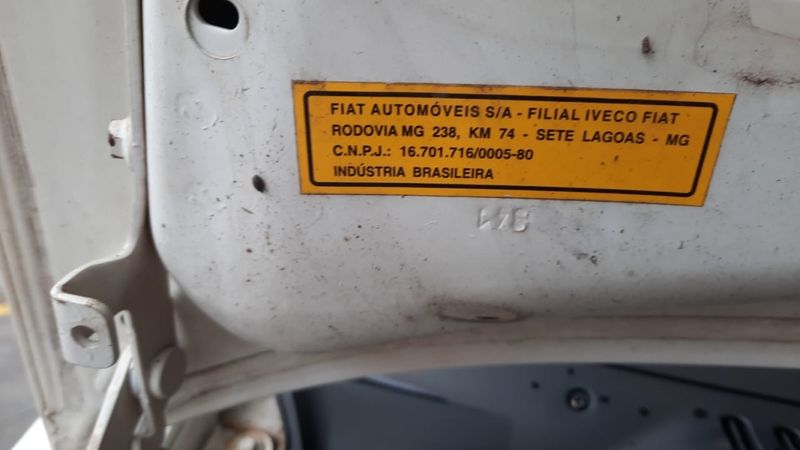 FIAT AUTOMÓVEIS S/A - FILIAL IVECO FIAT
RODOVIA MG 238, KM 74 - SETE LAGOAS - MG
C.N.P.J.: 16.701.716/0005-80
INDÚSTRIA BRASILEIRA